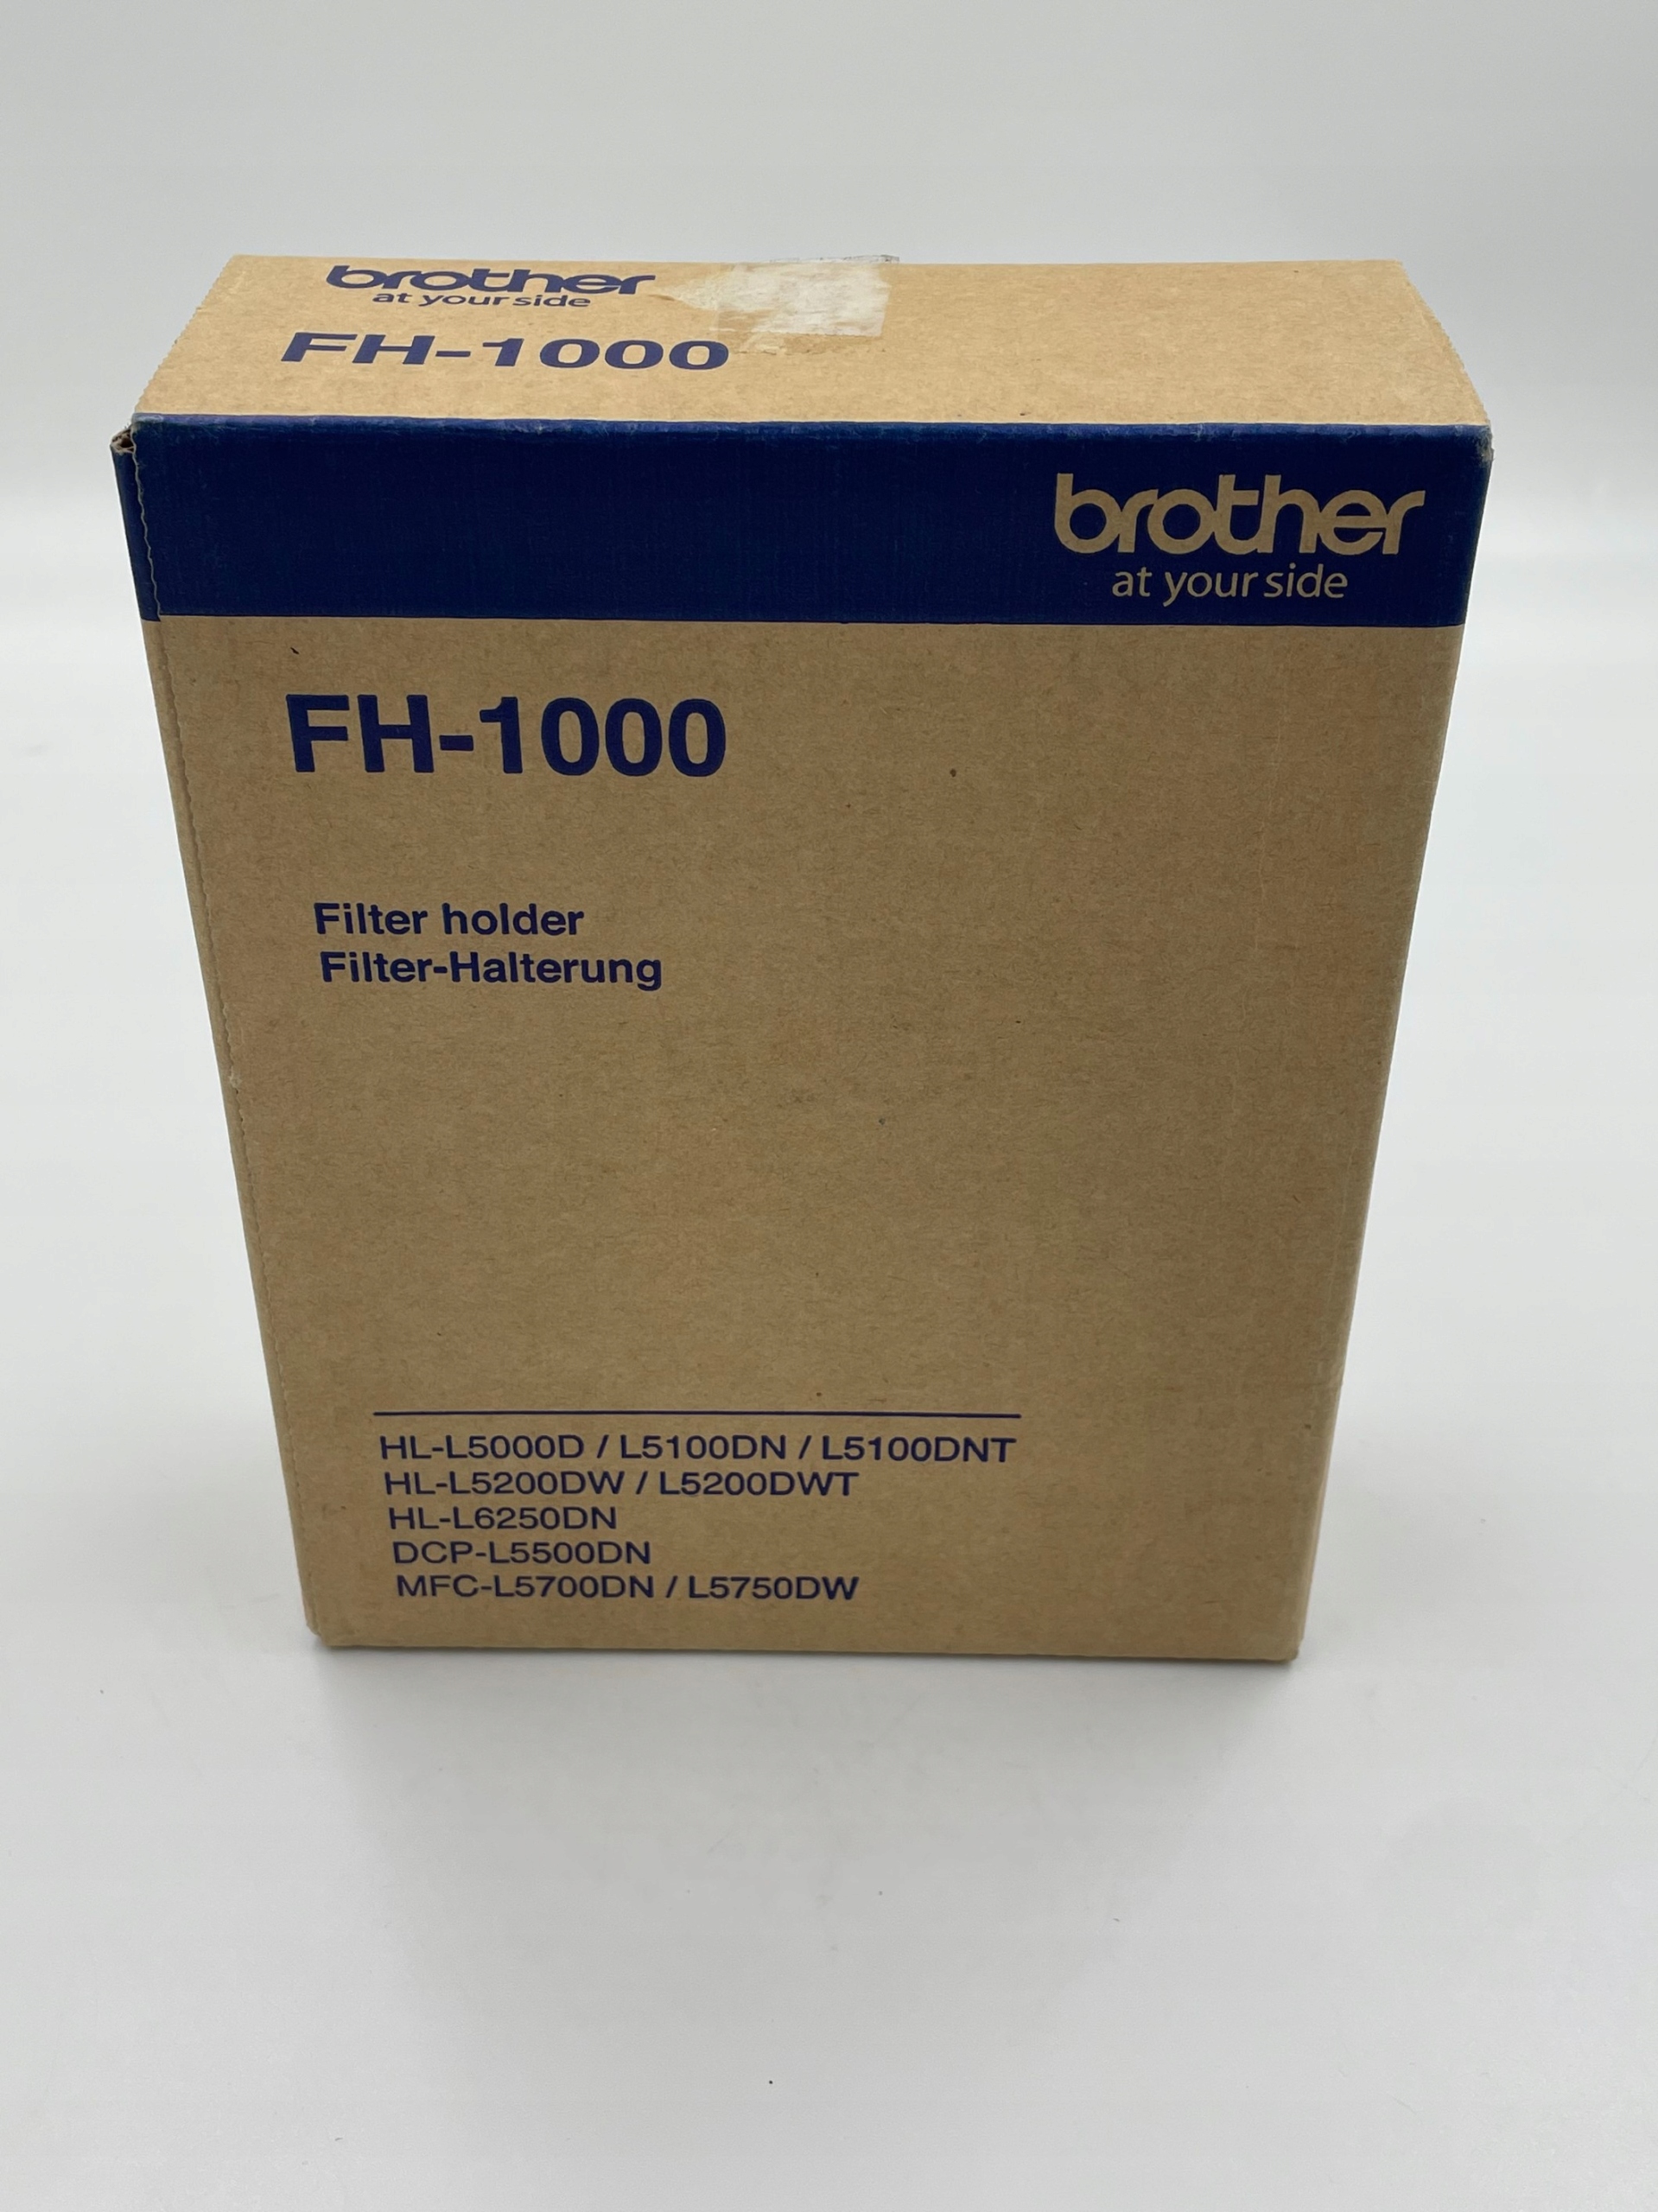 brother
at your side
FH-1000
brother
at your side
FH-1000
Filter holder
Filter-Halterung
HL-L5000D / L5100DN / L5100DNT
HL-L5200DW / L5200DWT
HL-L6250DN
DCP-L5500DN
MFC-L5700DN / L5750DW